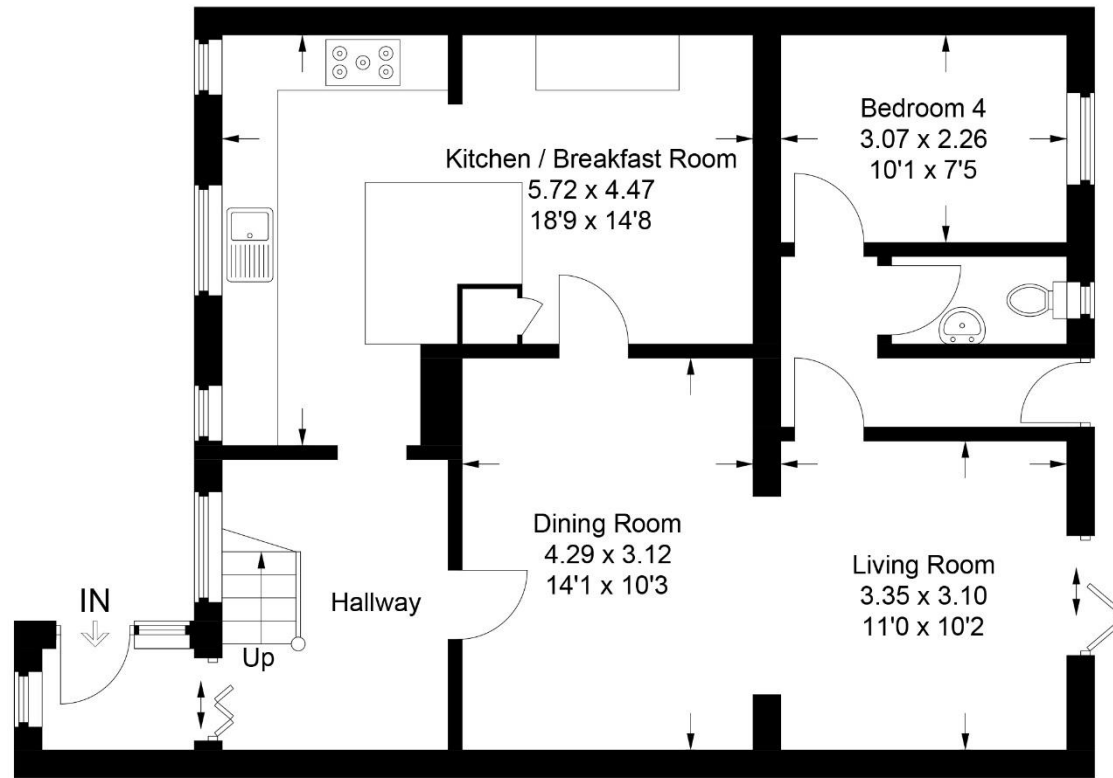 Bedroom 4
3.07 x 2.26
10'1 x 7'5
Kitchen / Breakfast Room
5.72 x 4.47
18'9 x 14'8
Dining Room
4.29 x 3.12
14'1 x 10'3
Living Room
3.35 x 3.10
11'0 x 10'2
Hallway
IN
Up